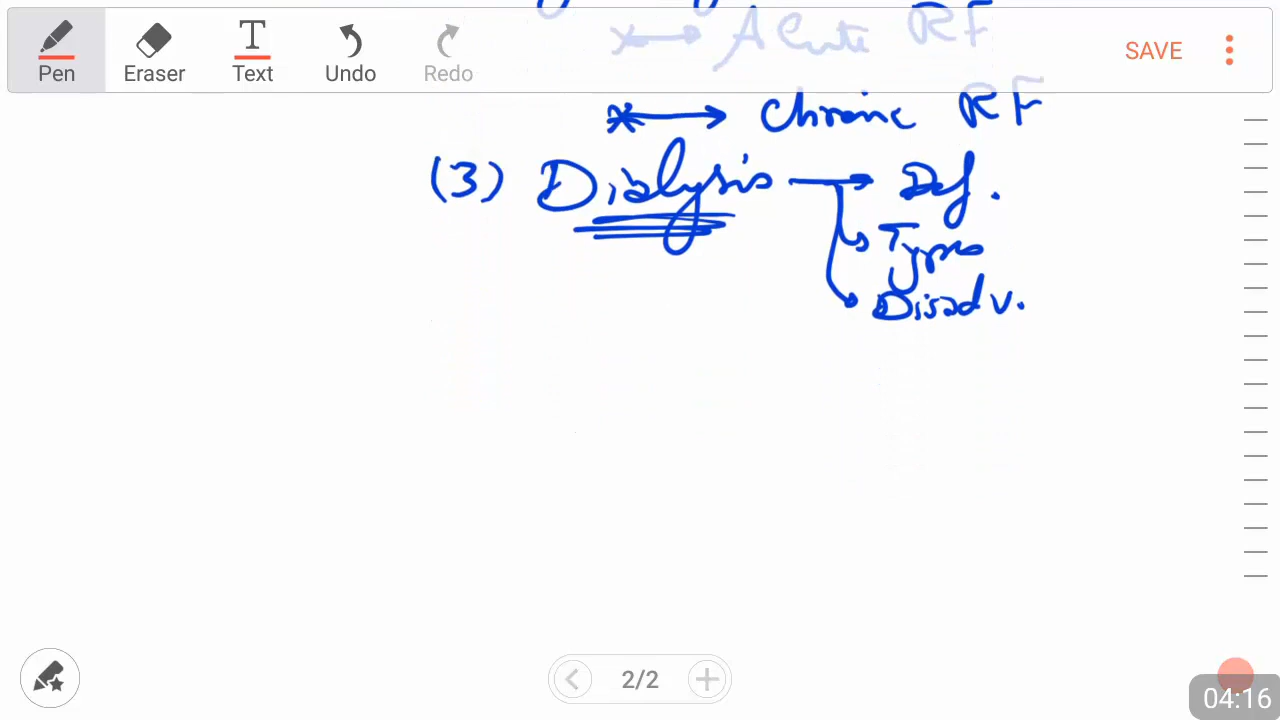 Pen Eraser Text Undo Redo SAVE
Acute RF
Chronic RF
(3) Dialysis Def.
Types
Disadv.
2/2
04:16